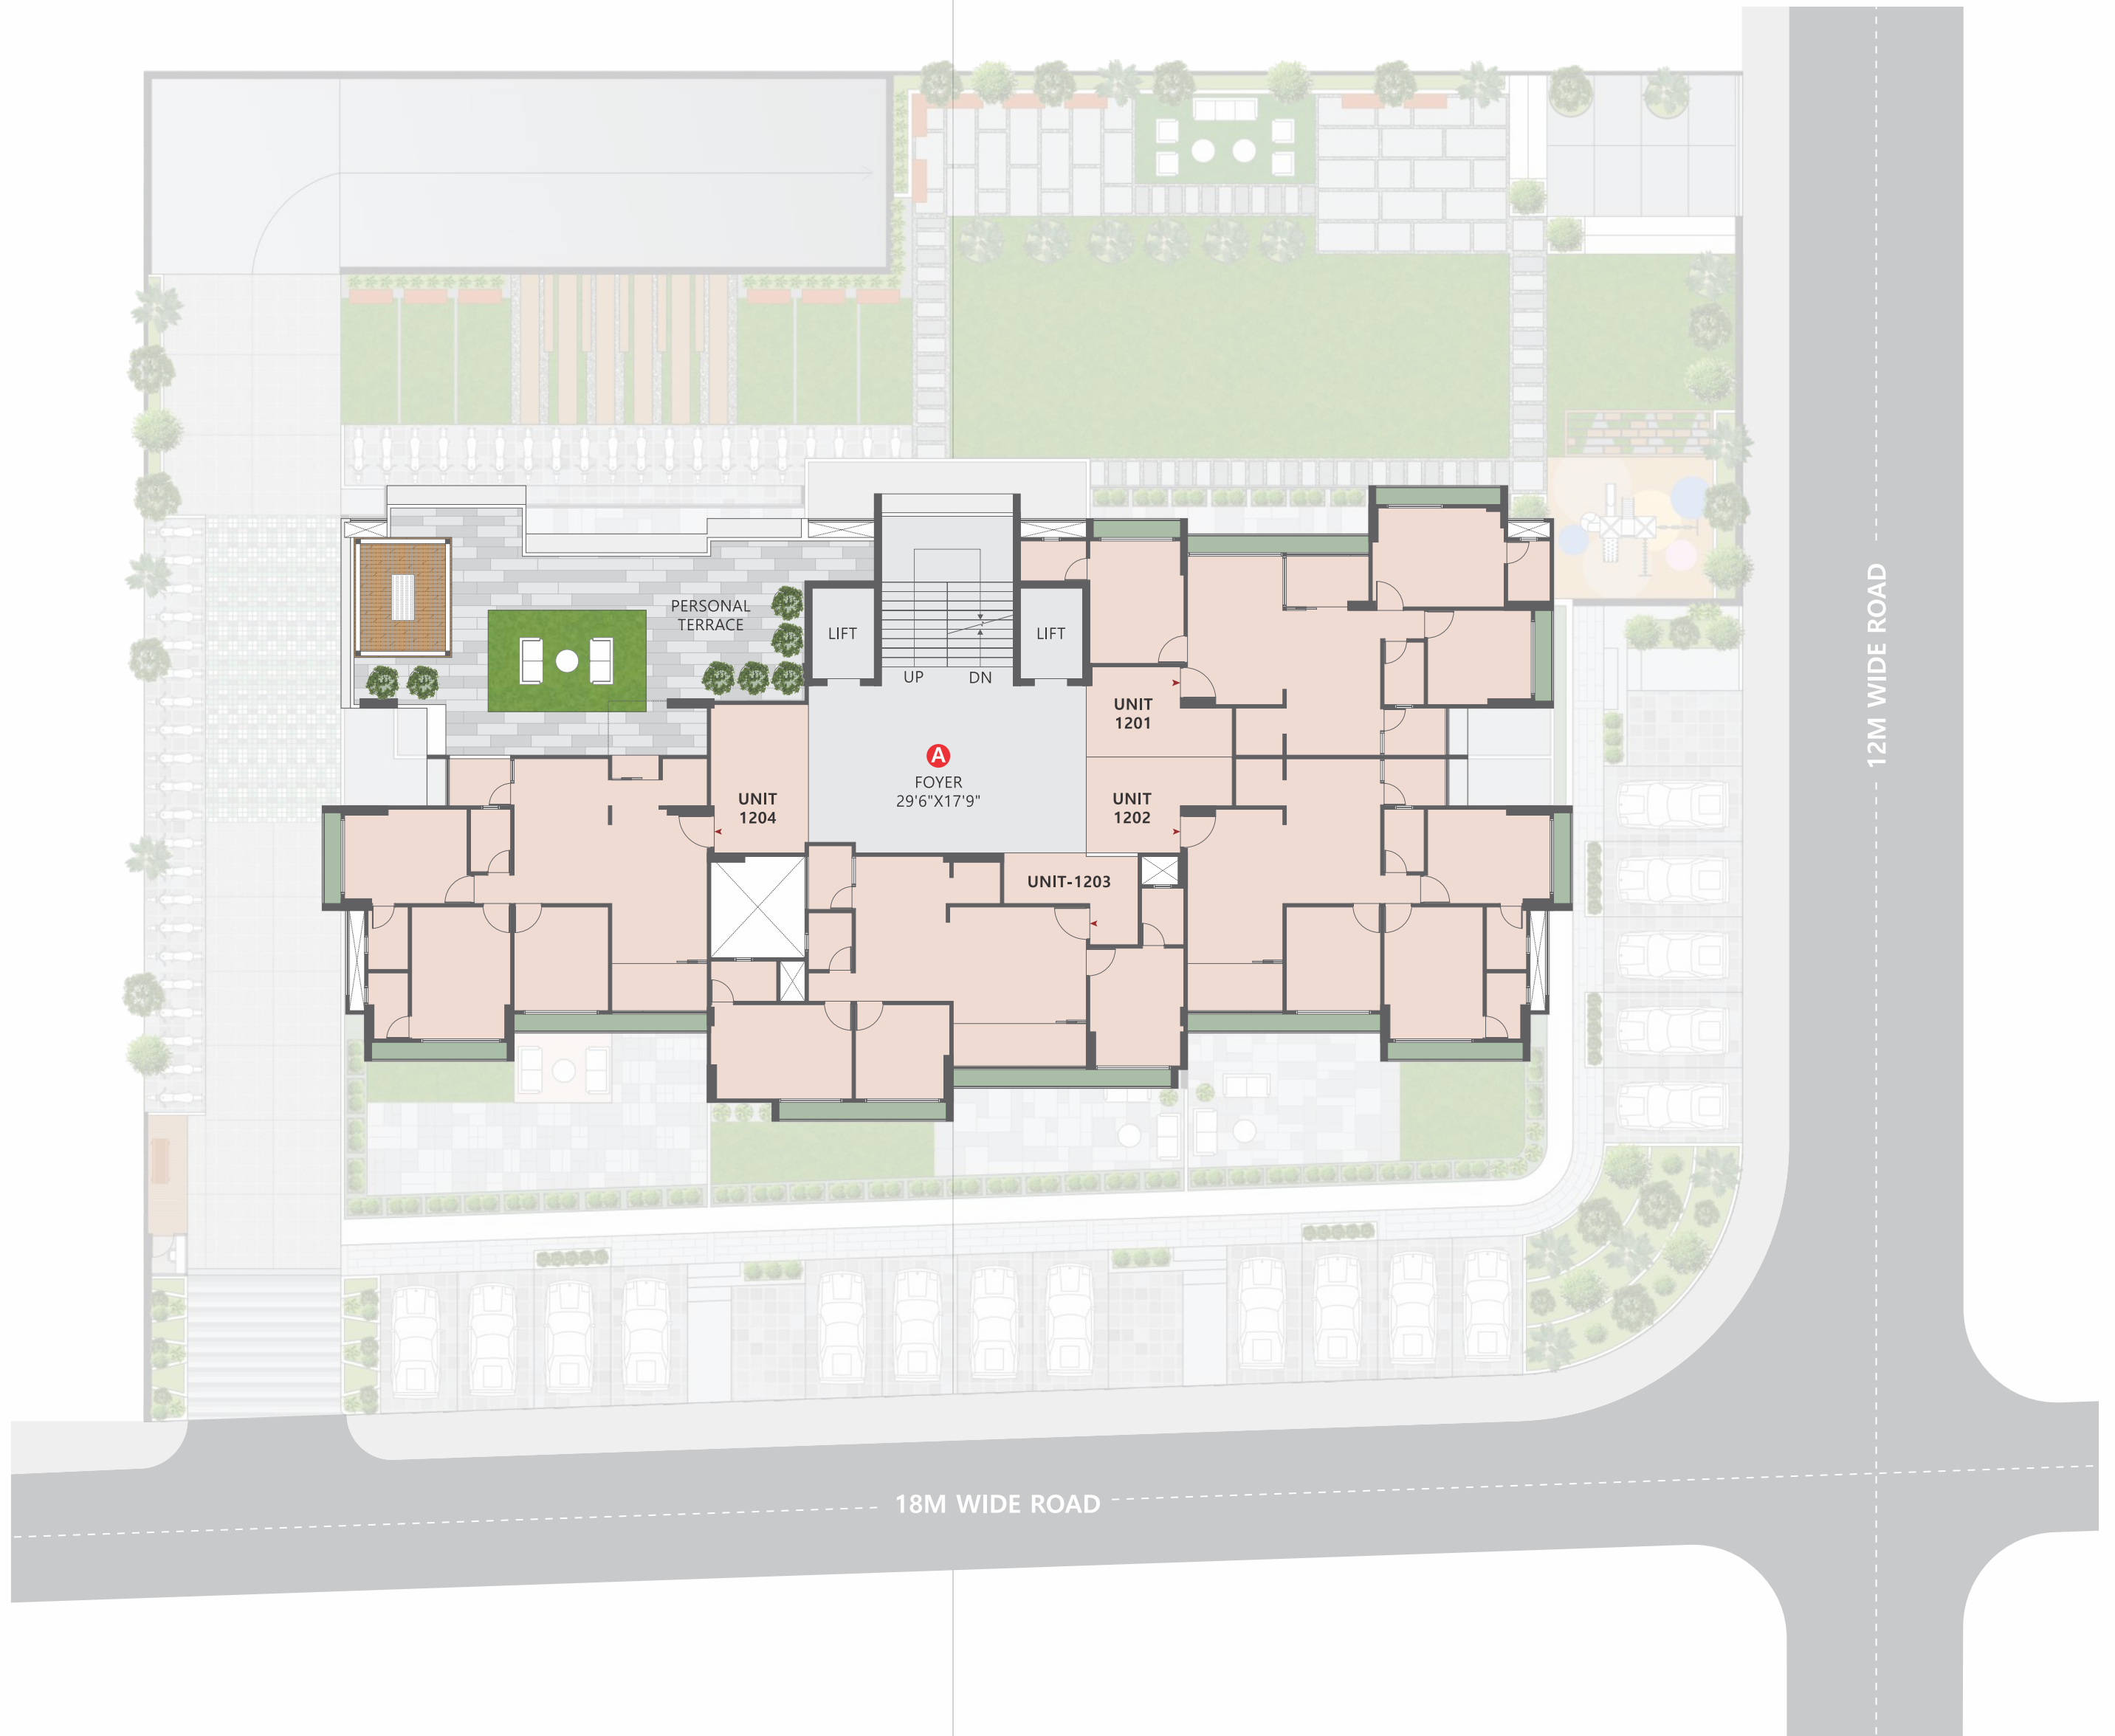 PERSONAL
TERRACE
LIFT
LIFT
UP
DN
UNIT
1201
A
FOYER
29'6"X17'9"
UNIT
1204
UNIT
1202
UNIT-1203
12M WIDE ROAD
18M WIDE ROAD